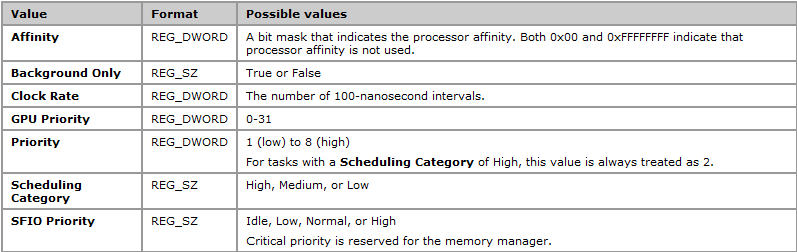 Value Format Possible values
Affinity REG_DWORD A bit mask that indicates the processor affinity. Both 0x00 and 0xFFFFFFFF indicate that
processor affinity is not used.
Background Only REG_SZ True or False
Clock Rate REG_DWORD The number of 100-nanosecond intervals.
GPU Priority REG_DWORD 0-31
Priority REG_DWORD 1 (low) to 8 (high)
For tasks with a Scheduling Category of High, this value is always treated as 2.
Scheduling
Category REG_SZ High, Medium, or Low
SFIO Priority REG_SZ Idle, Low, Normal, or High
Critical priority is reserved for the memory manager.